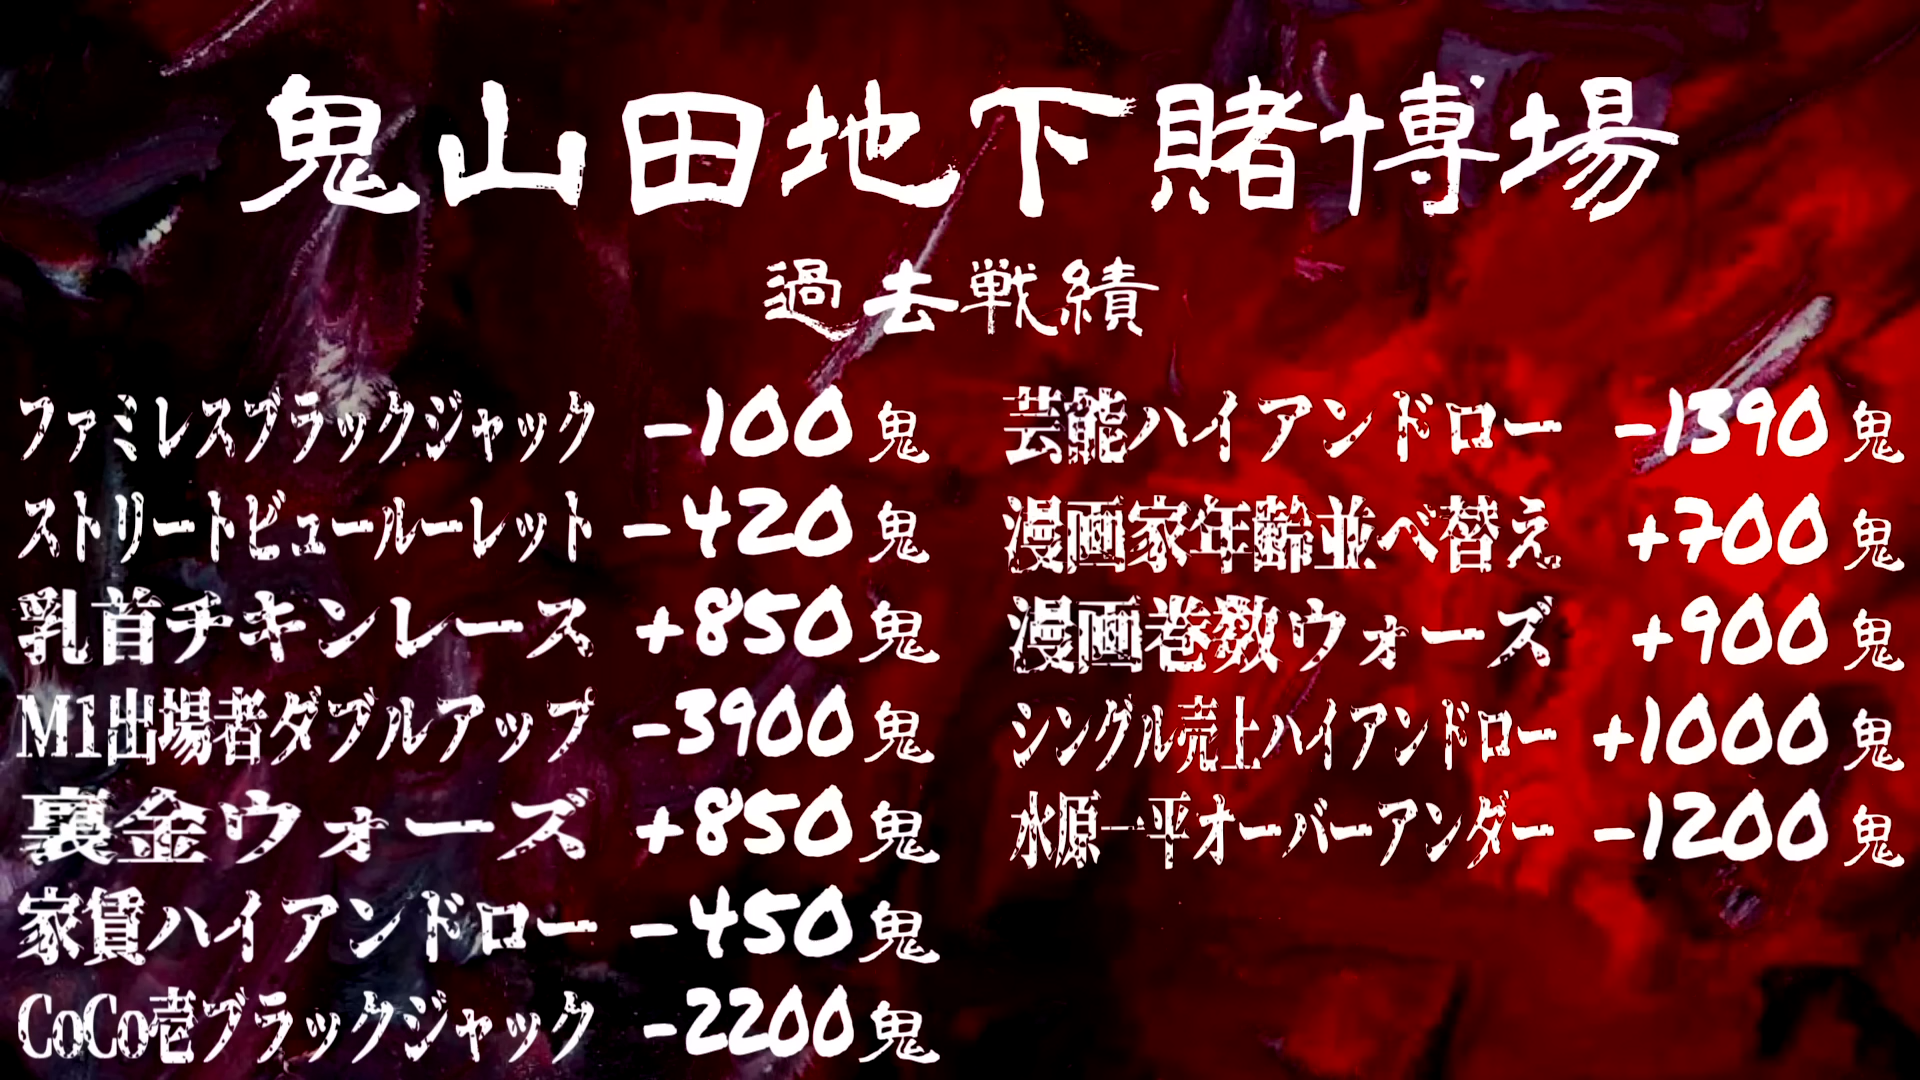 鬼山田地下賭博場
過去戦績
ファミレスブラックジャック -100鬼
ストリートビュールーレット -420鬼
乳首チキンレース +850鬼
M1出場者ダブルアップ -3900鬼
裏金ウォーズ +850鬼
家賃ハイアンドロー -450鬼
CoCo壱ブラックジャック -2200鬼
芸能ハイアンドロー -1390鬼
漫画家年齢並べ替え +700鬼
漫画巻数ウォーズ +900鬼
シングル売上ハイアンドロー +1000鬼
水原一平オーバーアンダー -1200鬼